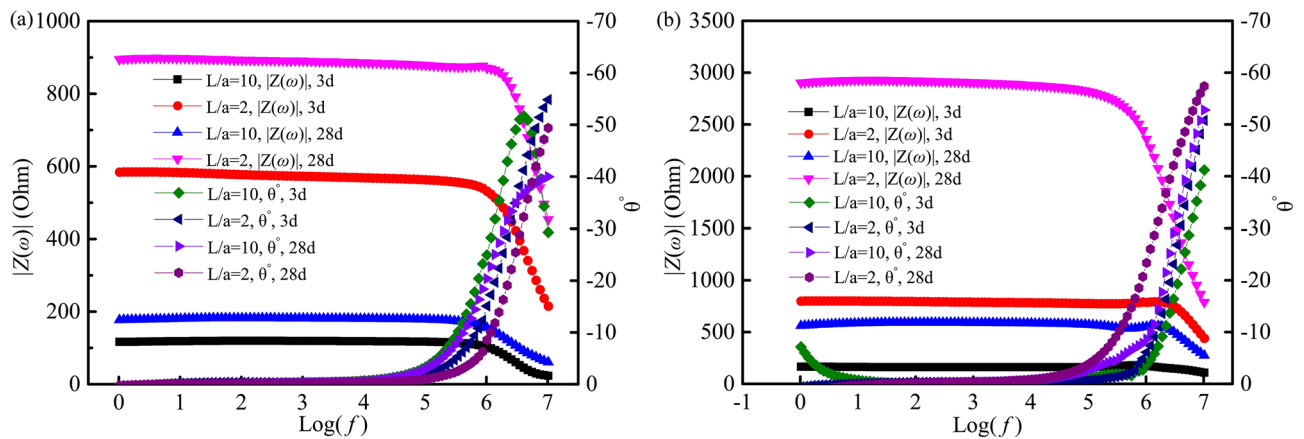 (a)
1000
800
600
400
200
0
|Z(ω)| (Ohm)
L/a=10, |Z(ω)|, 3d
L/a=2, |Z(ω)|, 3d
L/a=10, |Z(ω)|, 28d
L/a=2, |Z(ω)|, 28d
L/a=10, θ°, 3d
L/a=2, θ°, 3d
L/a=10, θ°, 28d
L/a=2, θ°, 28d
-70
-60
-50
-40
-30
-20
-10
0
θ°
0 1 2 3 4 5 6 7
Log(f)
(b)
3500
3000
2500
2000
1500
1000
500
0
|Z(ω)| (Ohm)
L/a=10, |Z(ω)|, 3d
L/a=2, |Z(ω)|, 3d
L/a=10, |Z(ω)|, 28d
L/a=2, |Z(ω)|, 28d
L/a=10, θ°, 3d
L/a=2, θ°, 3d
L/a=10, θ°, 28d
L/a=2, θ°, 28d
-70
-60
-50
-40
-30
-20
-10
0
θ°
-1 0 1 2 3 4 5 6 7
Log(f)